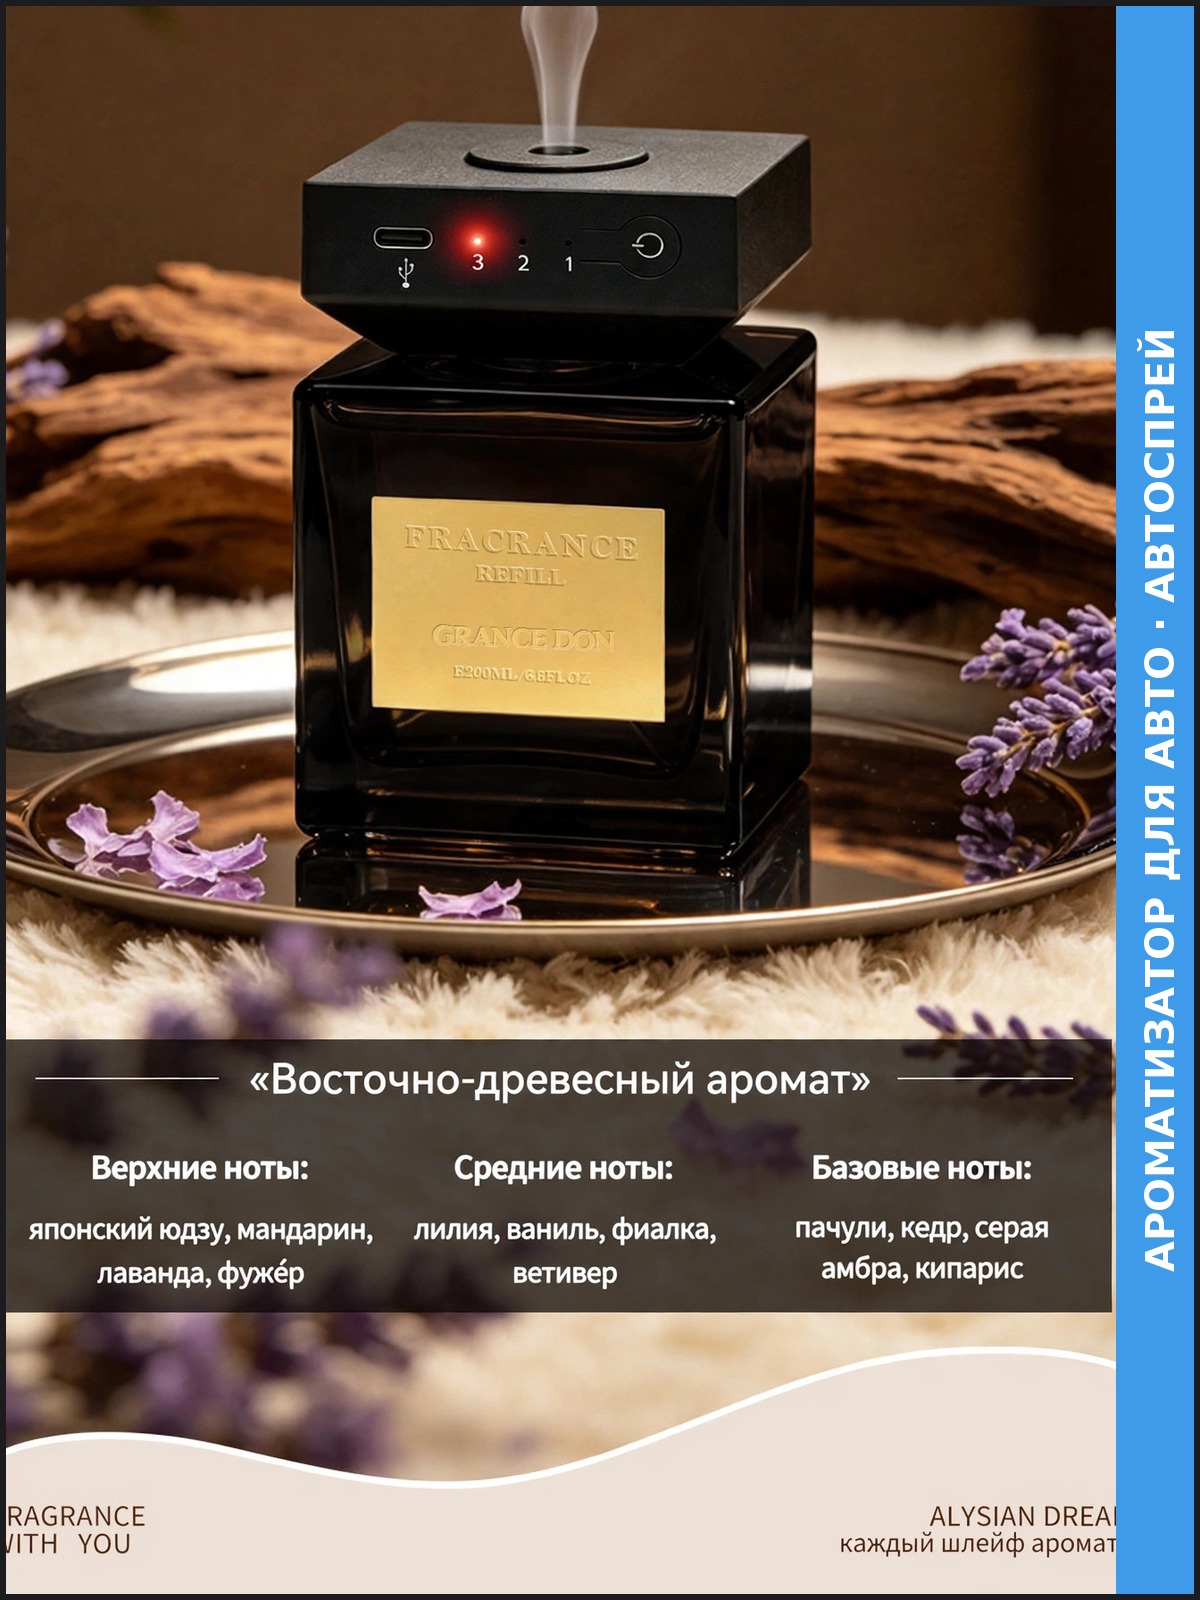 3 2 1
FRAGRANCE
REFILL
GRANCE DON
E200ML/6.8FL.OZ
«Восточно-древесный аромат»
Верхние ноты:
японский юдзу, мандарин,
лаванда, фуже́р
Средние ноты:
лилия, ваниль, фиалка,
ветивер
Базовые ноты:
пачули, кедр, серая
амбра, кипарис
RAGRANCE
WITH YOU
ALYSIAN DREA
каждый шлейф аромат
АРОМАТИЗАТОР ДЛЯ АВТО · АВТОСПРЕЙ